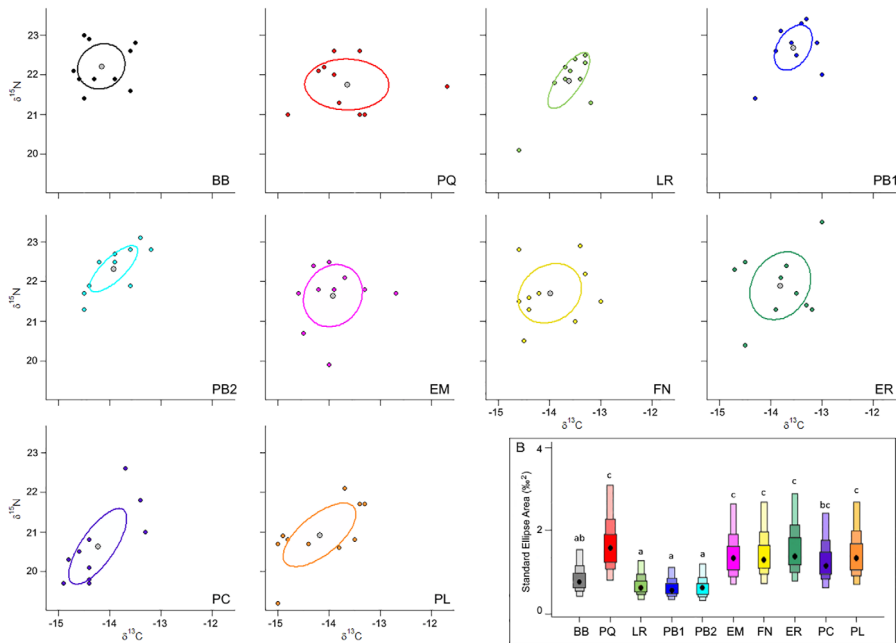 23
22
21
20
δ15N
BB
PQ
LR
PB1
23
22
21
20
δ15N
PB2
EM
FN
ER
-15 -14 -13 -12
δ13C
-15 -14 -13 -12
δ13C
23
22
21
20
δ15N
PC
PL
-15 -14 -13 -12
δ13C
-15 -14 -13 -12
δ13C
B
4
2
0
Standard Ellipse Area (‰²)
ab c a a a c c c bc c
BB PQ LR PB1 PB2 EM FN ER PC PL